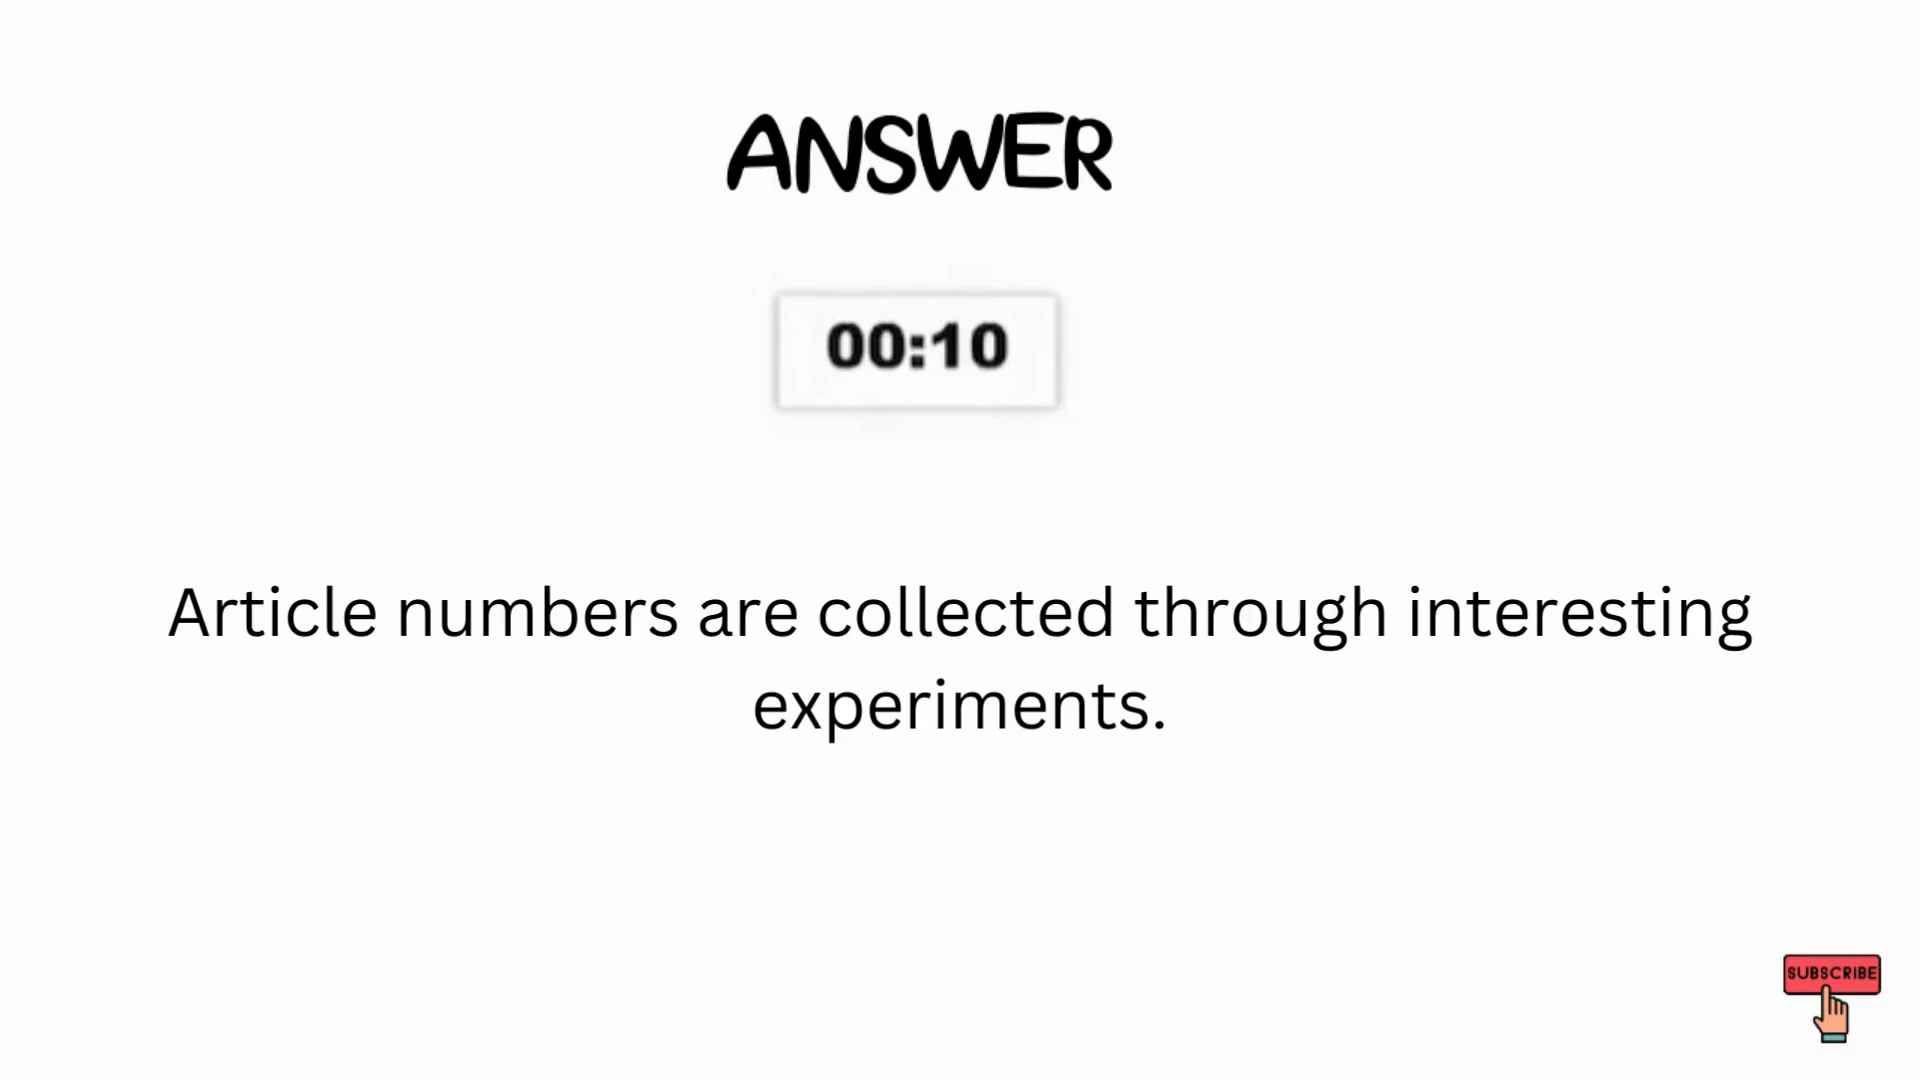 ANSWER
00:10
Article numbers are collected through interesting
experiments.
SUBSCRIBE